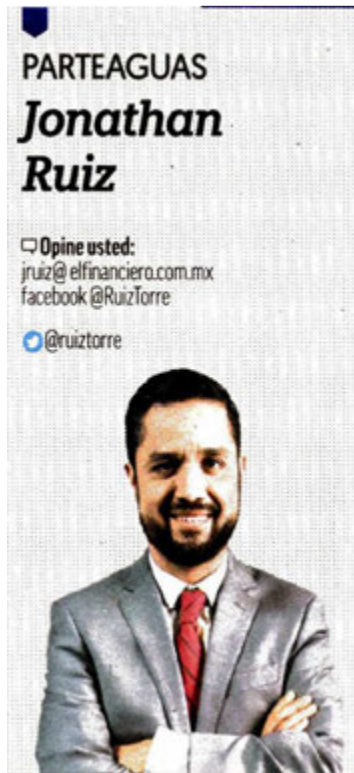 PARTEAGUAS
Jonathan
Ruiz
Opine usted:
jruiz@elfinanciero.com.mx
facebook @RuizTorre
@ruiztorre